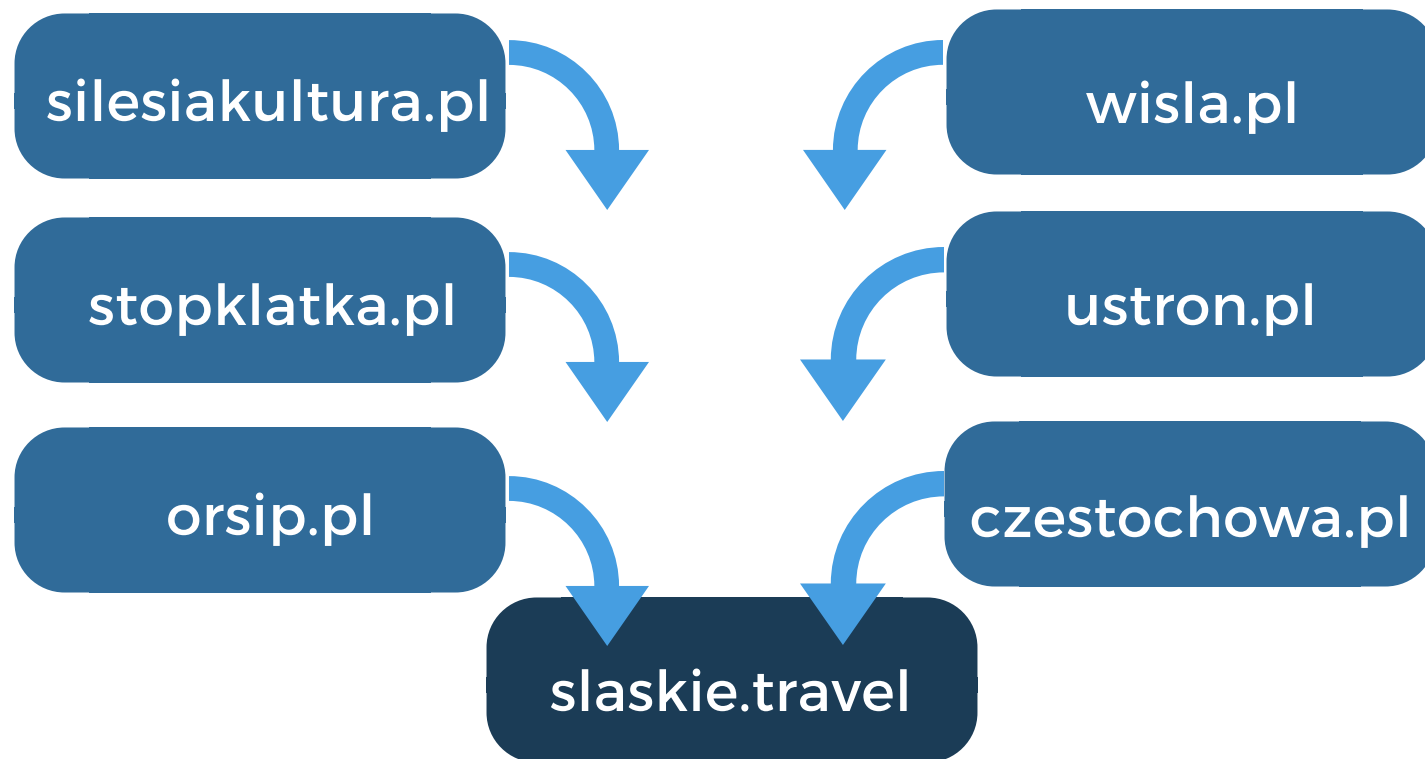 silesiakultura.pl
wisla.pl
stopklatka.pl
ustron.pl
orsip.pl
czestochowa.pl
slaskie.travel